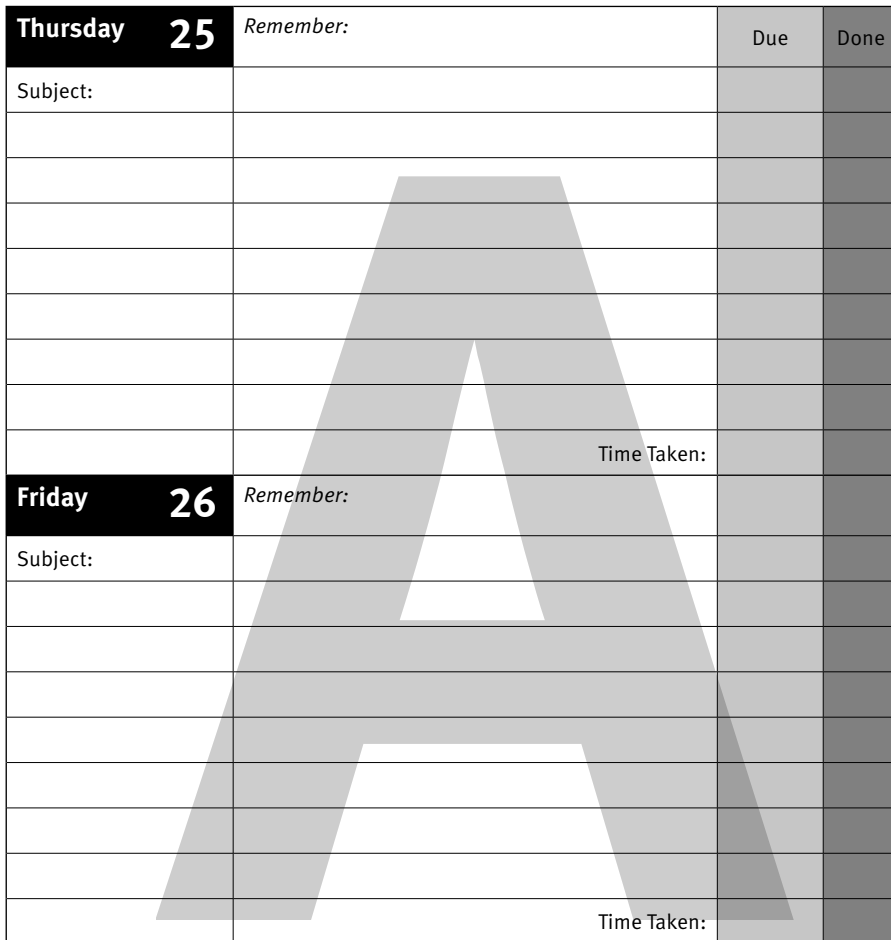 Thursday 25 Remember: Due Done
Subject:
Time Taken:
Friday 26 Remember:
Subject:
Time Taken:
A